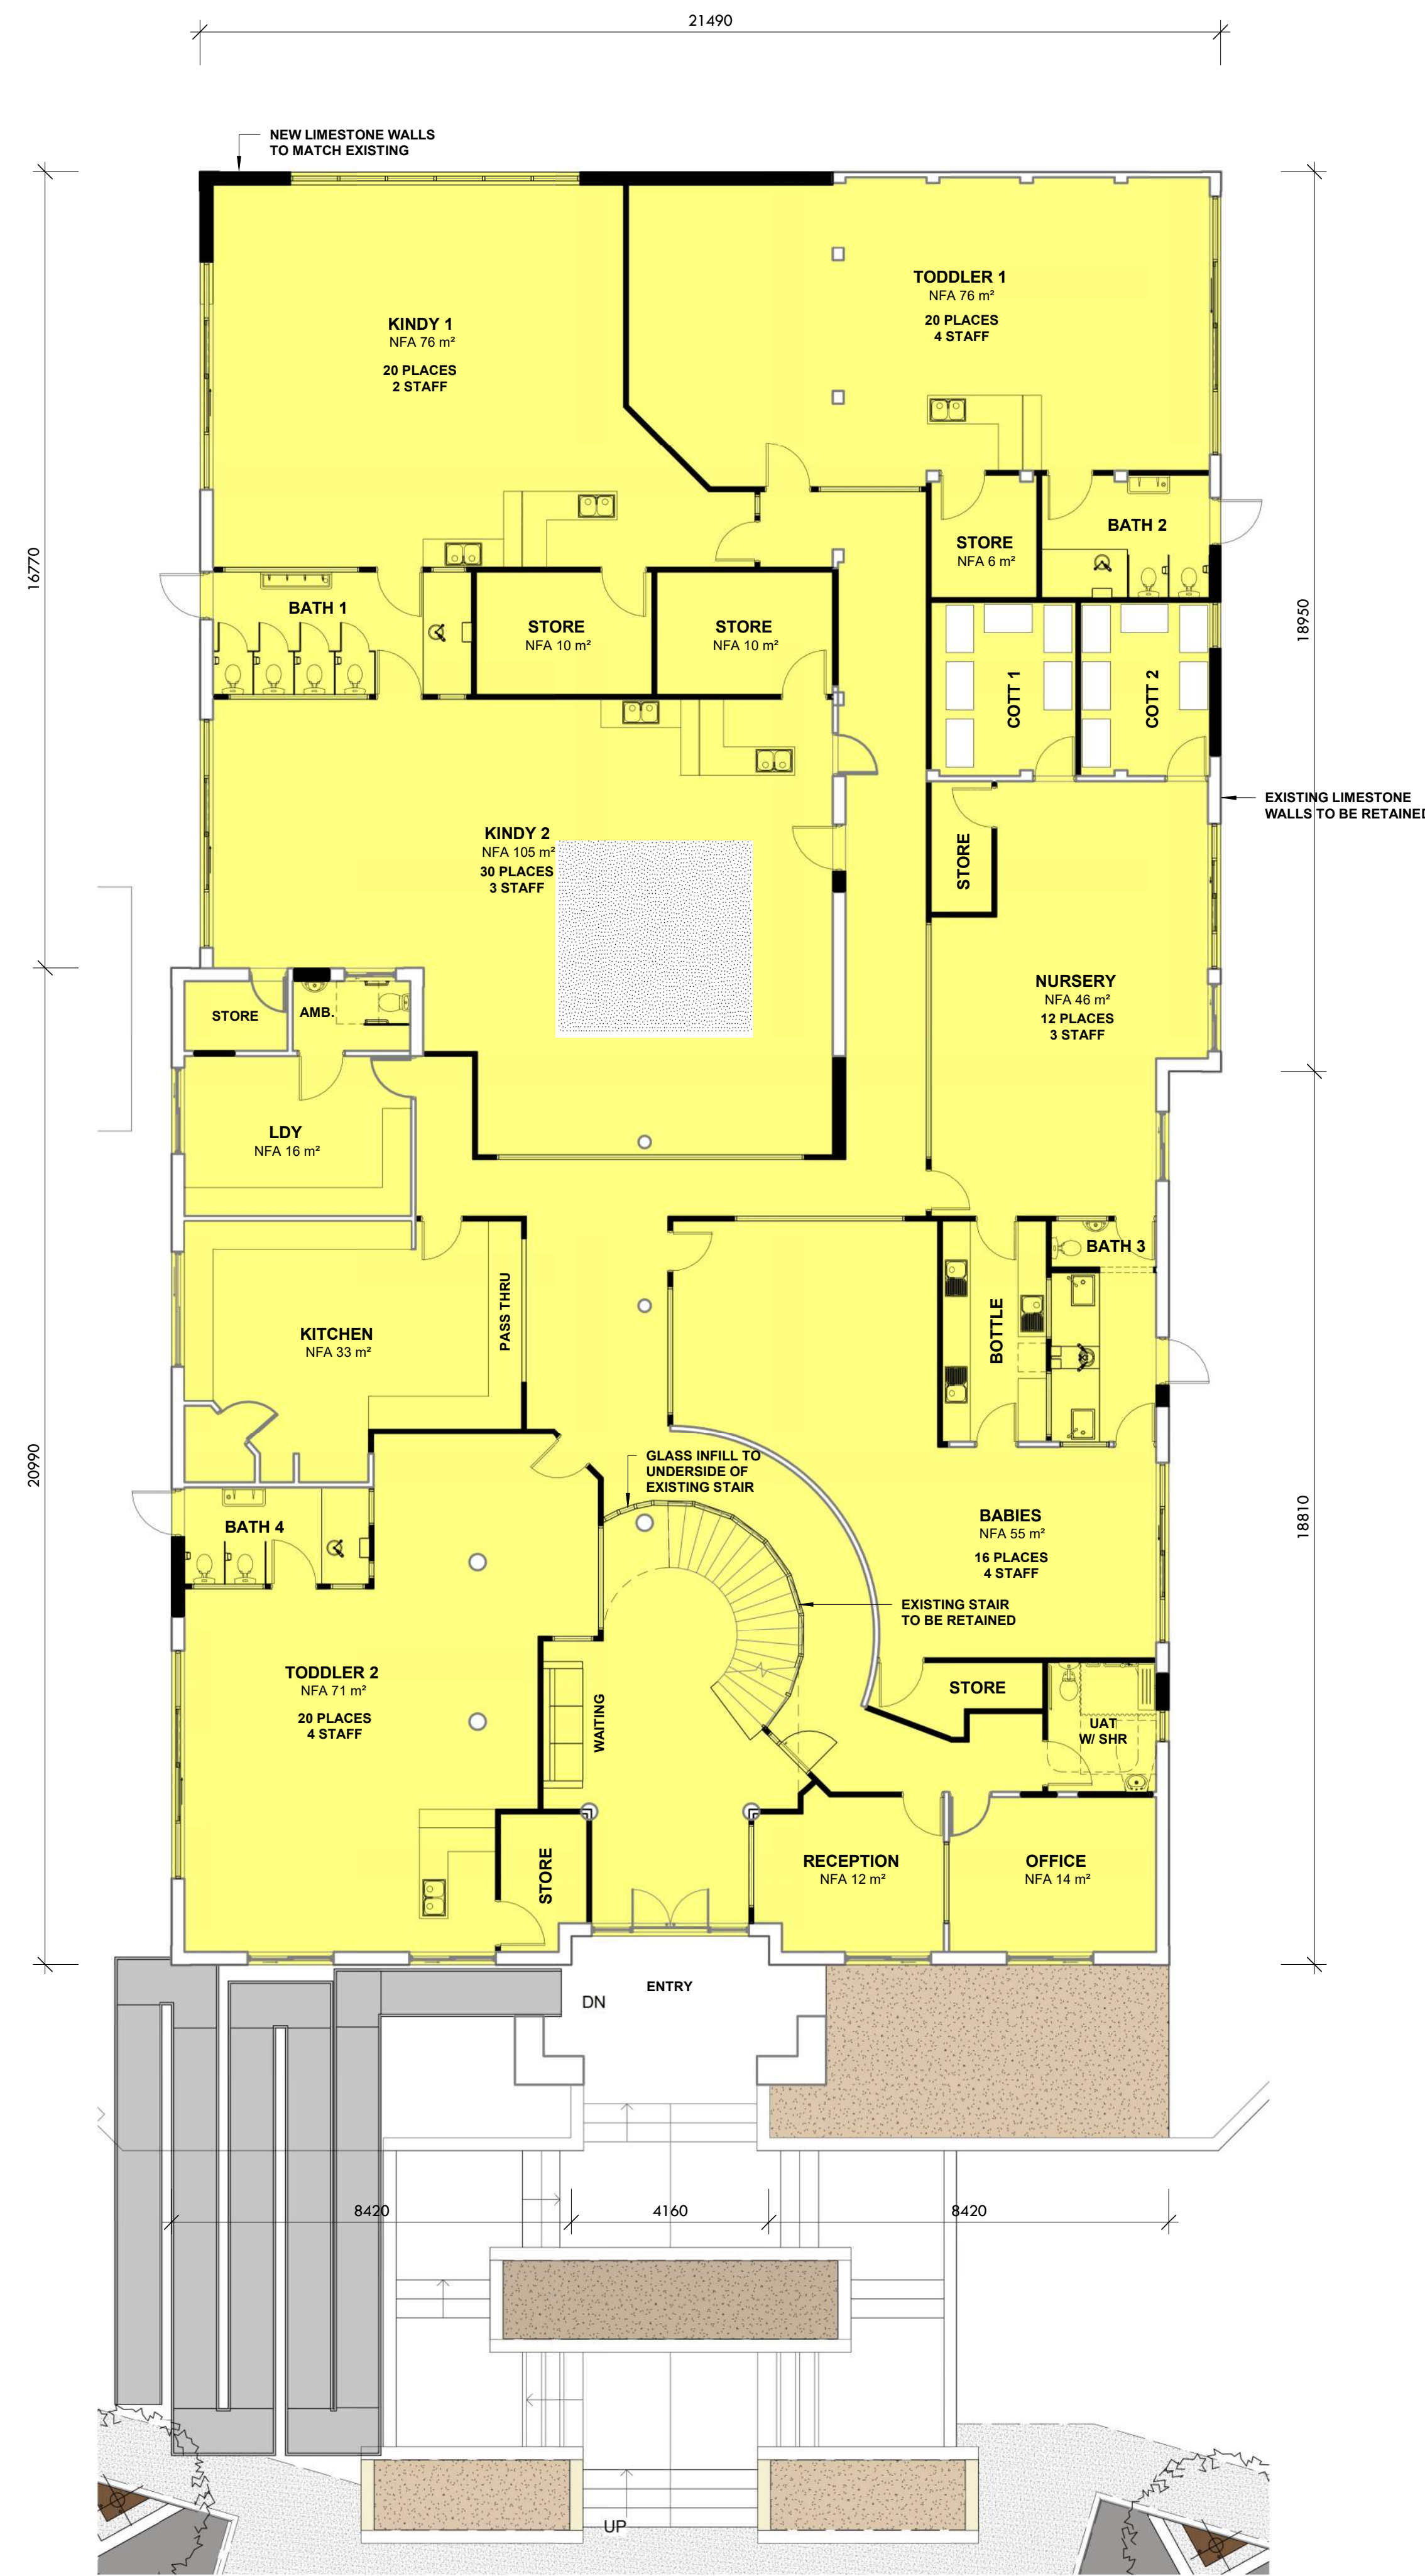 21490
NEW LIMESTONE WALLS
TO MATCH EXISTING
KINDY 1
NFA 76 m²
20 PLACES
2 STAFF
TODDLER 1
NFA 76 m²
20 PLACES
4 STAFF
16770
BATH 1
STORE
NFA 10 m²
STORE
NFA 10 m²
STORE
NFA 6 m²
BATH 2
18950
COTT 1
COTT 2
EXISTING LIMESTONE
WALLS TO BE RETAINED
KINDY 2
NFA 105 m²
30 PLACES
3 STAFF
STORE
NURSERY
NFA 46 m²
12 PLACES
3 STAFF
STORE
AMB.
LDY
NFA 16 m²
KITCHEN
NFA 33 m²
PASS THRU
BOTTLE
BATH 3
20990
GLASS INFILL TO
UNDERSIDE OF
EXISTING STAIR
BATH 4
BABIES
NFA 55 m²
16 PLACES
4 STAFF
18810
EXISTING STAIR
TO BE RETAINED
TODDLER 2
NFA 71 m²
20 PLACES
4 STAFF
WAITING
STORE
UAT
W/ SHR
STORE
RECEPTION
NFA 12 m²
OFFICE
NFA 14 m²
ENTRY
DN
8420
4160
8420
UP